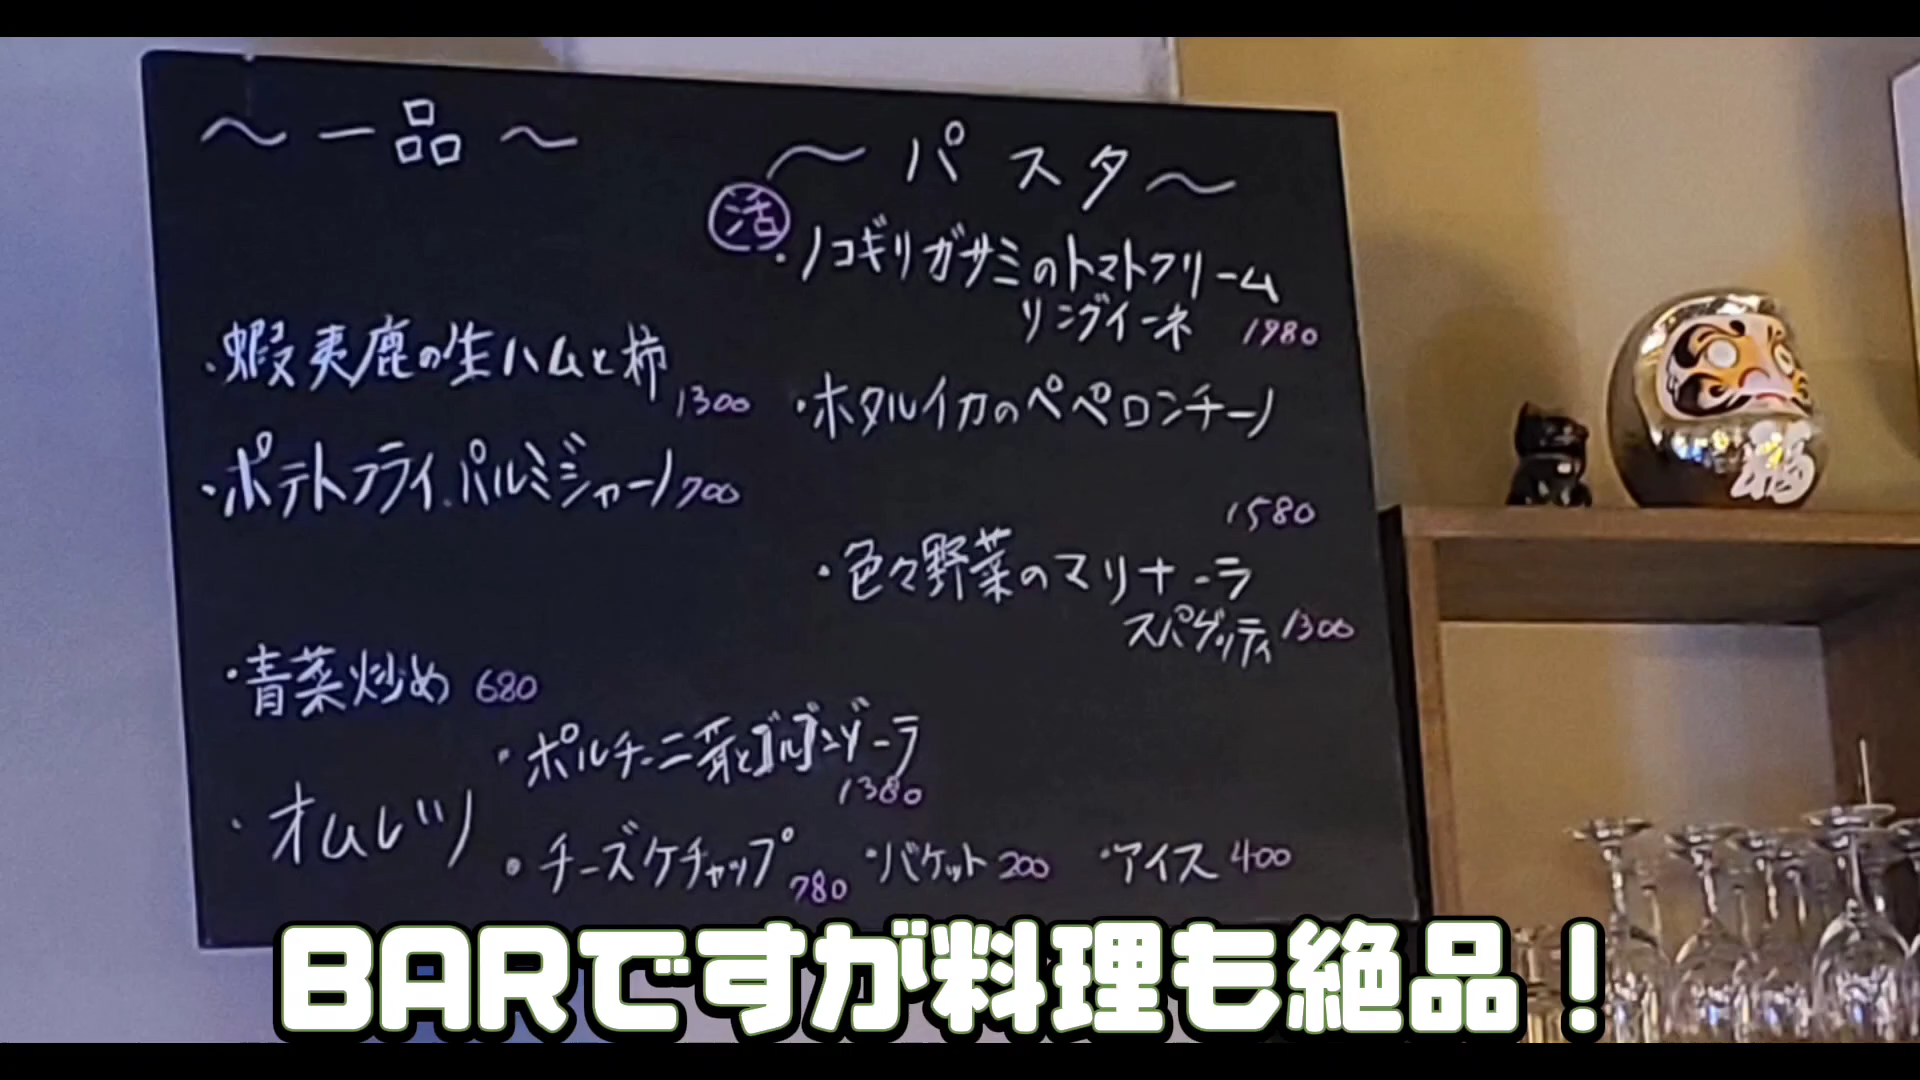 ～一品～
・蝦夷鹿の生ハムと柿
1300
・ポテトフライ.パルミジャーノ 700
・青菜炒め 680
・オムレツ
・ポルチーニ茸とゴルゴンゾーラ
1380
・チーズケチャップ
780
・バケット 200
・アイス 400
～パスタ～
活
・ノコギリガザミのトマトクリーム
リングイーネ 1980
・ホタルイカのペペロンチーノ
1580
・色々野菜のマリナーラ
スパゲッティ 1300
福
BARですが料理も絶品！